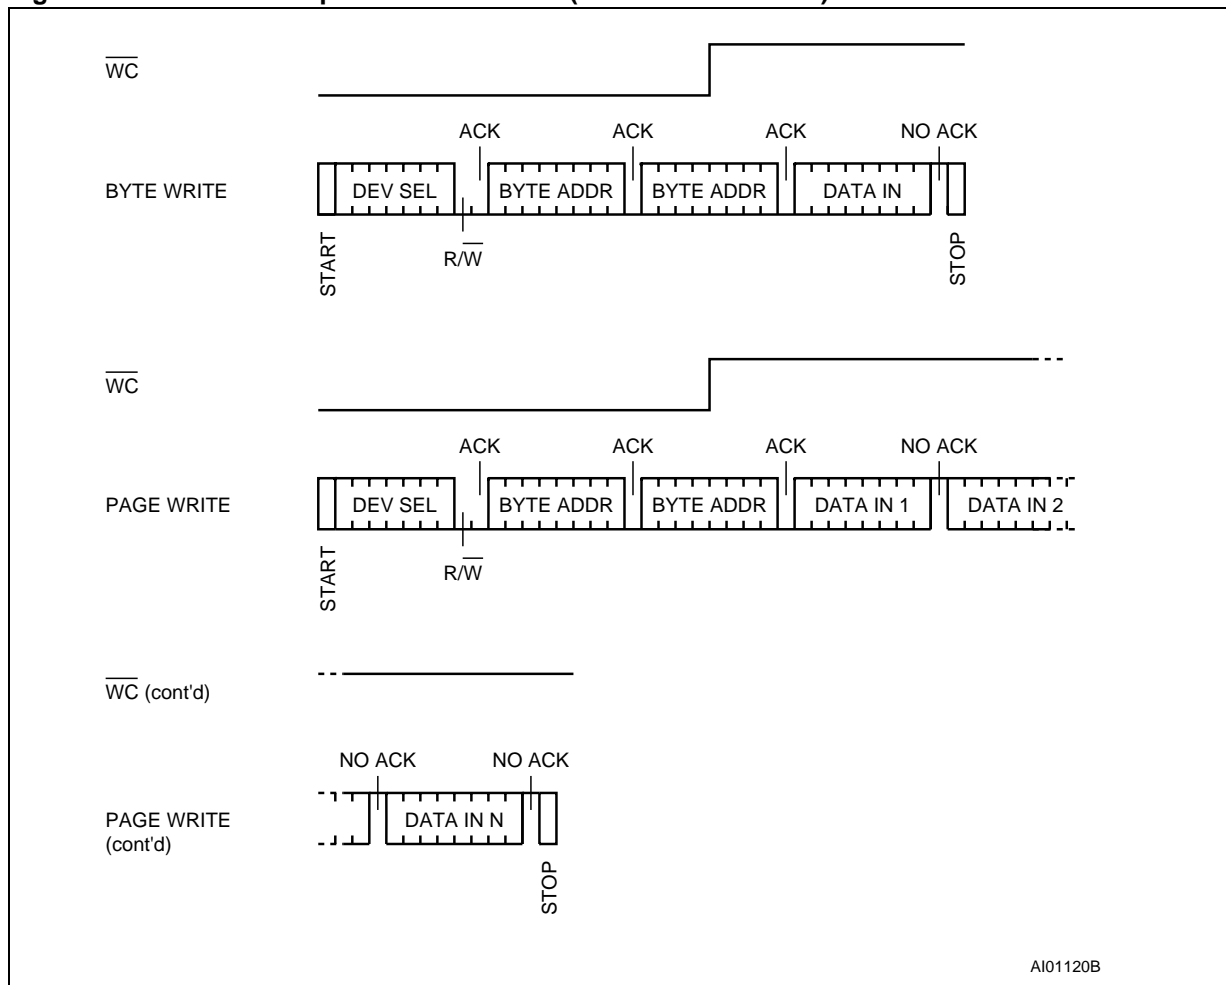 WC
ACK ACK ACK NO ACK
BYTE WRITE DEV SEL BYTE ADDR BYTE ADDR DATA IN
R/W
START STOP
WC
ACK ACK ACK NO ACK
PAGE WRITE DEV SEL BYTE ADDR BYTE ADDR DATA IN 1 DATA IN 2
R/W
START
WC (cont'd)
NO ACK NO ACK
PAGE WRITE DATA IN N
(cont'd)
STOP
AI01120B